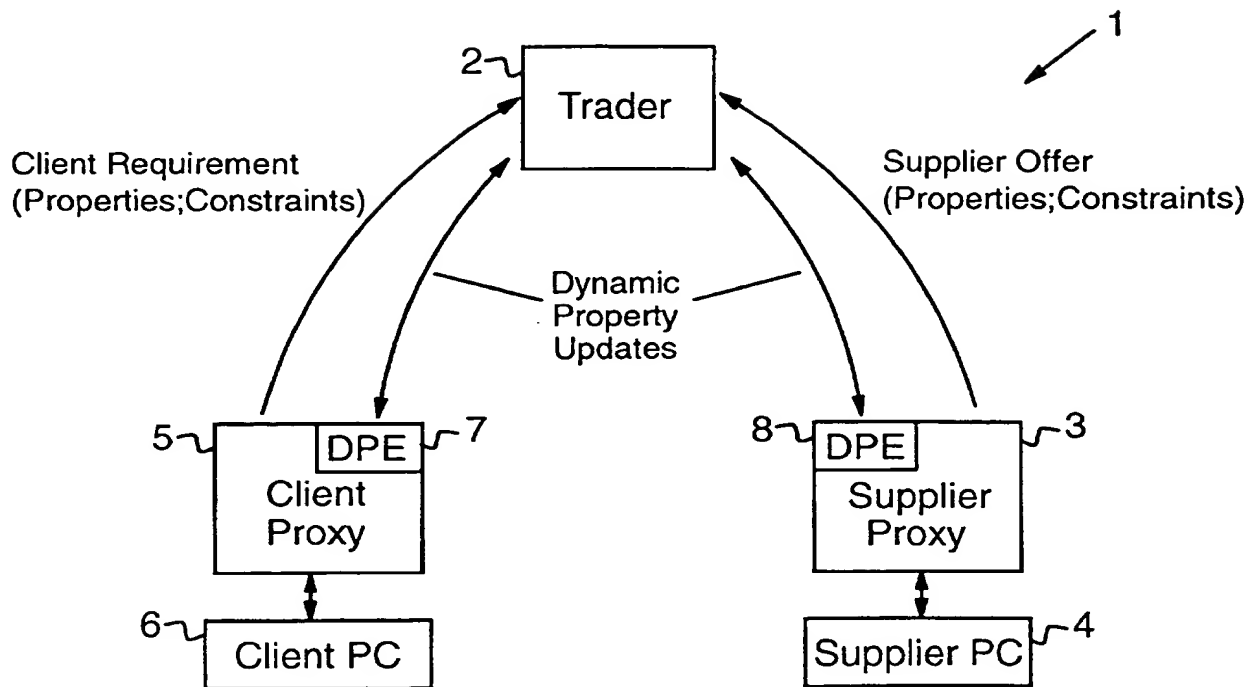 1
2
Trader
Client Requirement
(Properties;Constraints)
Supplier Offer
(Properties;Constraints)
Dynamic
Property
Updates
5
DPE
7
Client
Proxy
8
DPE
3
Supplier
Proxy
6
Client PC
Supplier PC
4